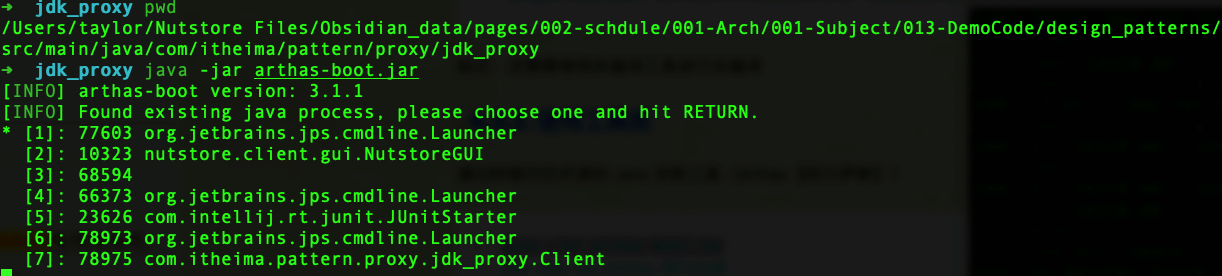 ➜  jdk_proxy pwd
/Users/taylor/Nutstore Files/Obsidian_data/pages/002-schdule/001-Arch/001-Subject/013-DemoCode/design_patterns/
src/main/java/com/itheima/pattern/proxy/jdk_proxy
➜  jdk_proxy java -jar arthas-boot.jar
[INFO] arthas-boot version: 3.1.1
[INFO] Found existing java process, please choose one and hit RETURN.
* [1]: 77603 org.jetbrains.jps.cmdline.Launcher
  [2]: 10323 nutstore.client.gui.NutstoreGUI
  [3]: 68594
  [4]: 66373 org.jetbrains.jps.cmdline.Launcher
  [5]: 23626 com.intellij.rt.junit.JUnitStarter
  [6]: 78973 org.jetbrains.jps.cmdline.Launcher
  [7]: 78975 com.itheima.pattern.proxy.jdk_proxy.Client